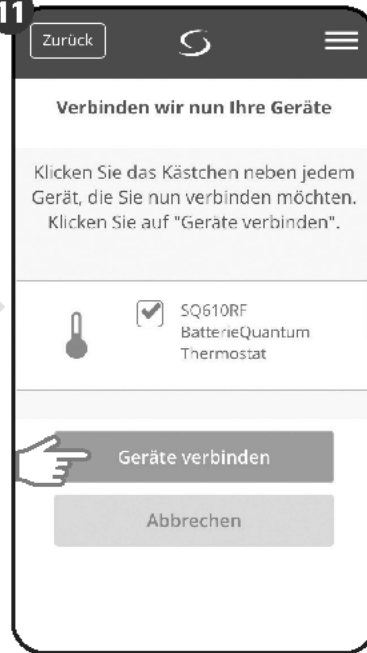 11
Zurück
Verbinden wir nun Ihre Geräte
Klicken Sie das Kästchen neben jedem
Gerät, die Sie nun verbinden möchten.
Klicken Sie auf "Geräte verbinden".
SQ610RF
BatterieQuantum
Thermostat
Geräte verbinden
Abbrechen